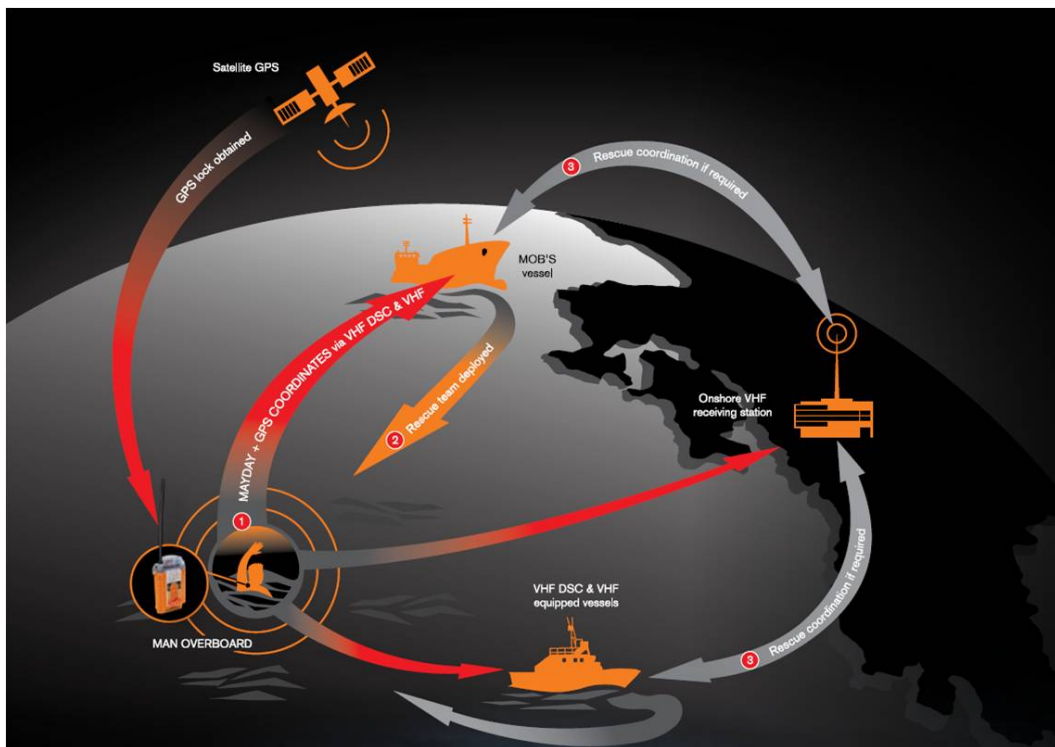 Satellite GPS
GPS lock obtained
3
Rescue coordination if required
MOB'S
vessel
MAYDAY + GPS COORDINATES via VHF DSC & VHF
1
Rescue team deployed
2
Onshore VHF
receiving station
VHF DSC & VHF
equipped vessels
MAN OVERBOARD
3
Rescue coordination if required